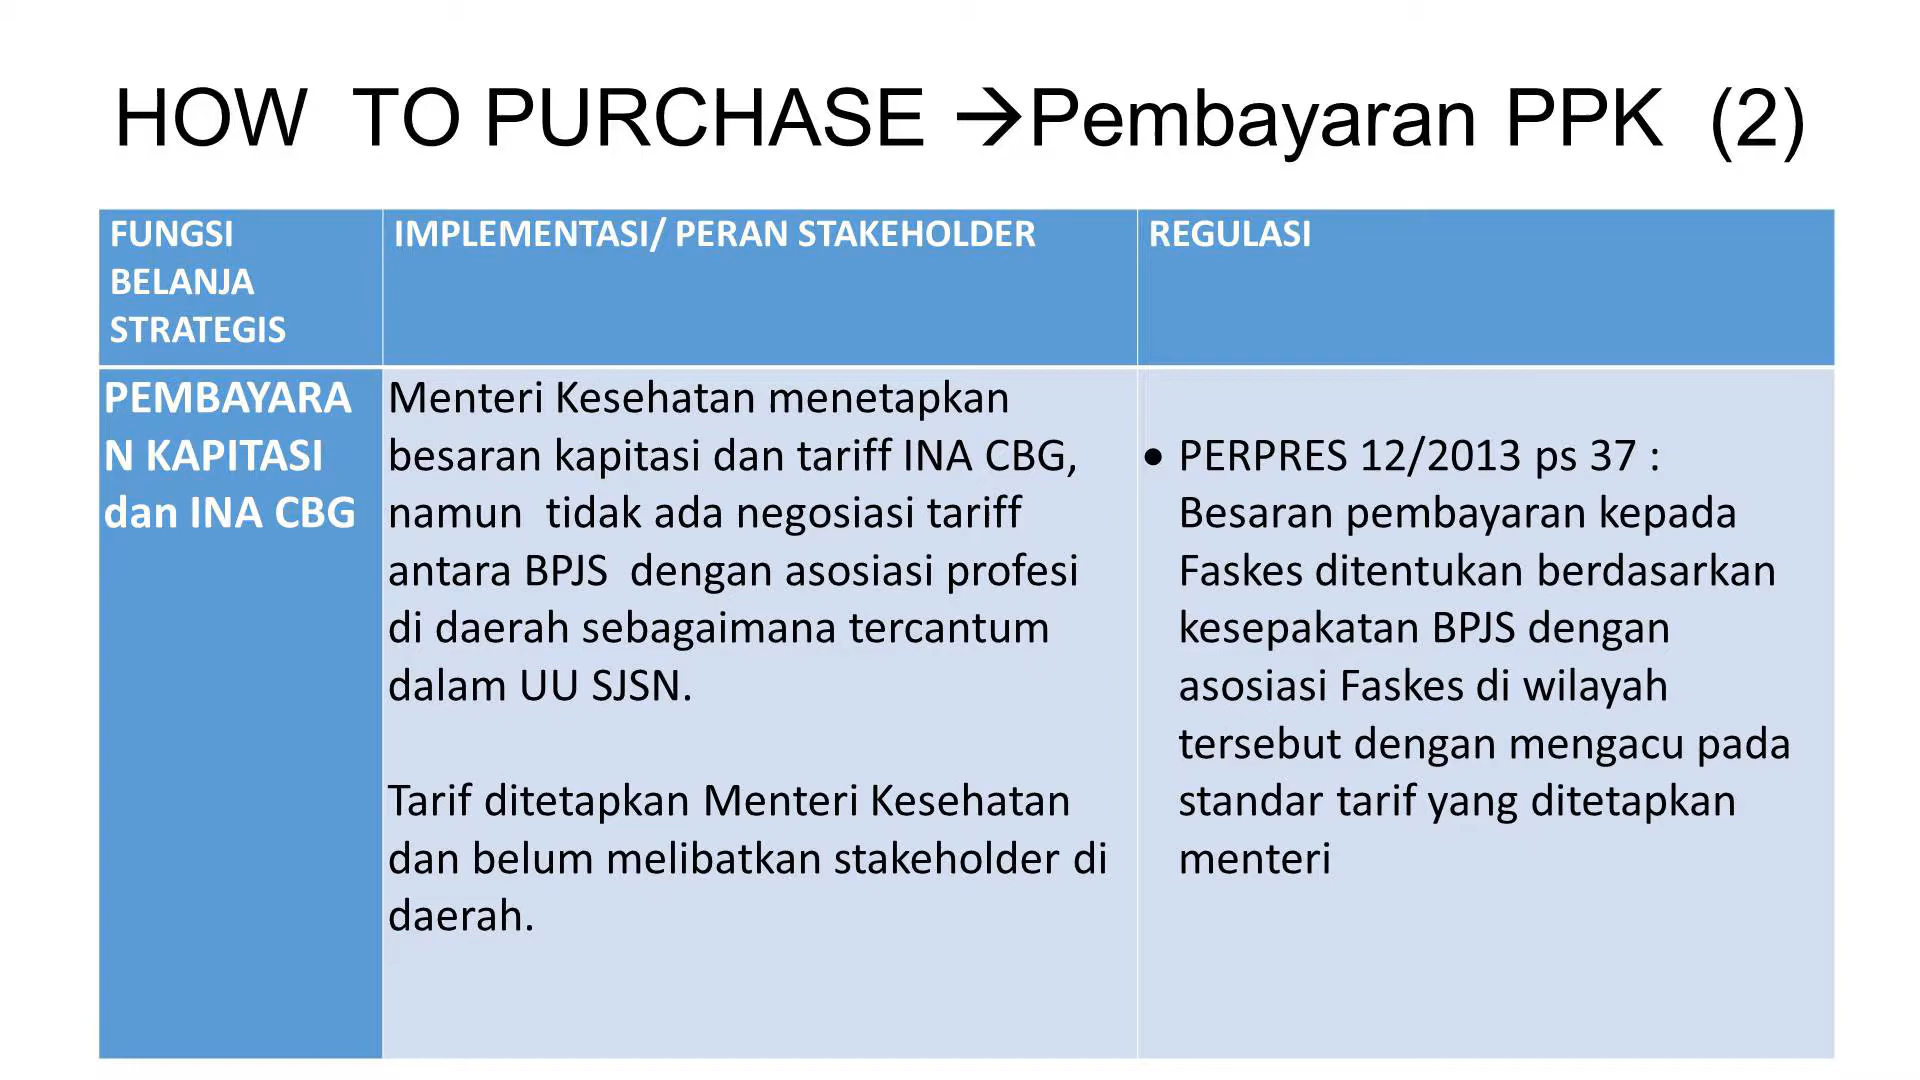 HOW TO PURCHASE →Pembayaran PPK (2)
FUNGSI
BELANJA
STRATEGIS
IMPLEMENTASI/ PERAN STAKEHOLDER
REGULASI
PEMBAYARA
N KAPITASI
dan INA CBG
Menteri Kesehatan menetapkan
besaran kapitasi dan tariff INA CBG,
namun tidak ada negosiasi tariff
antara BPJS dengan asosiasi profesi
di daerah sebagaimana tercantum
dalam UU SJSN.
Tarif ditetapkan Menteri Kesehatan
dan belum melibatkan stakeholder di
daerah.
• PERPRES 12/2013 ps 37 :
Besaran pembayaran kepada
Faskes ditentukan berdasarkan
kesepakatan BPJS dengan
asosiasi Faskes di wilayah
tersebut dengan mengacu pada
standar tarif yang ditetapkan
menteri